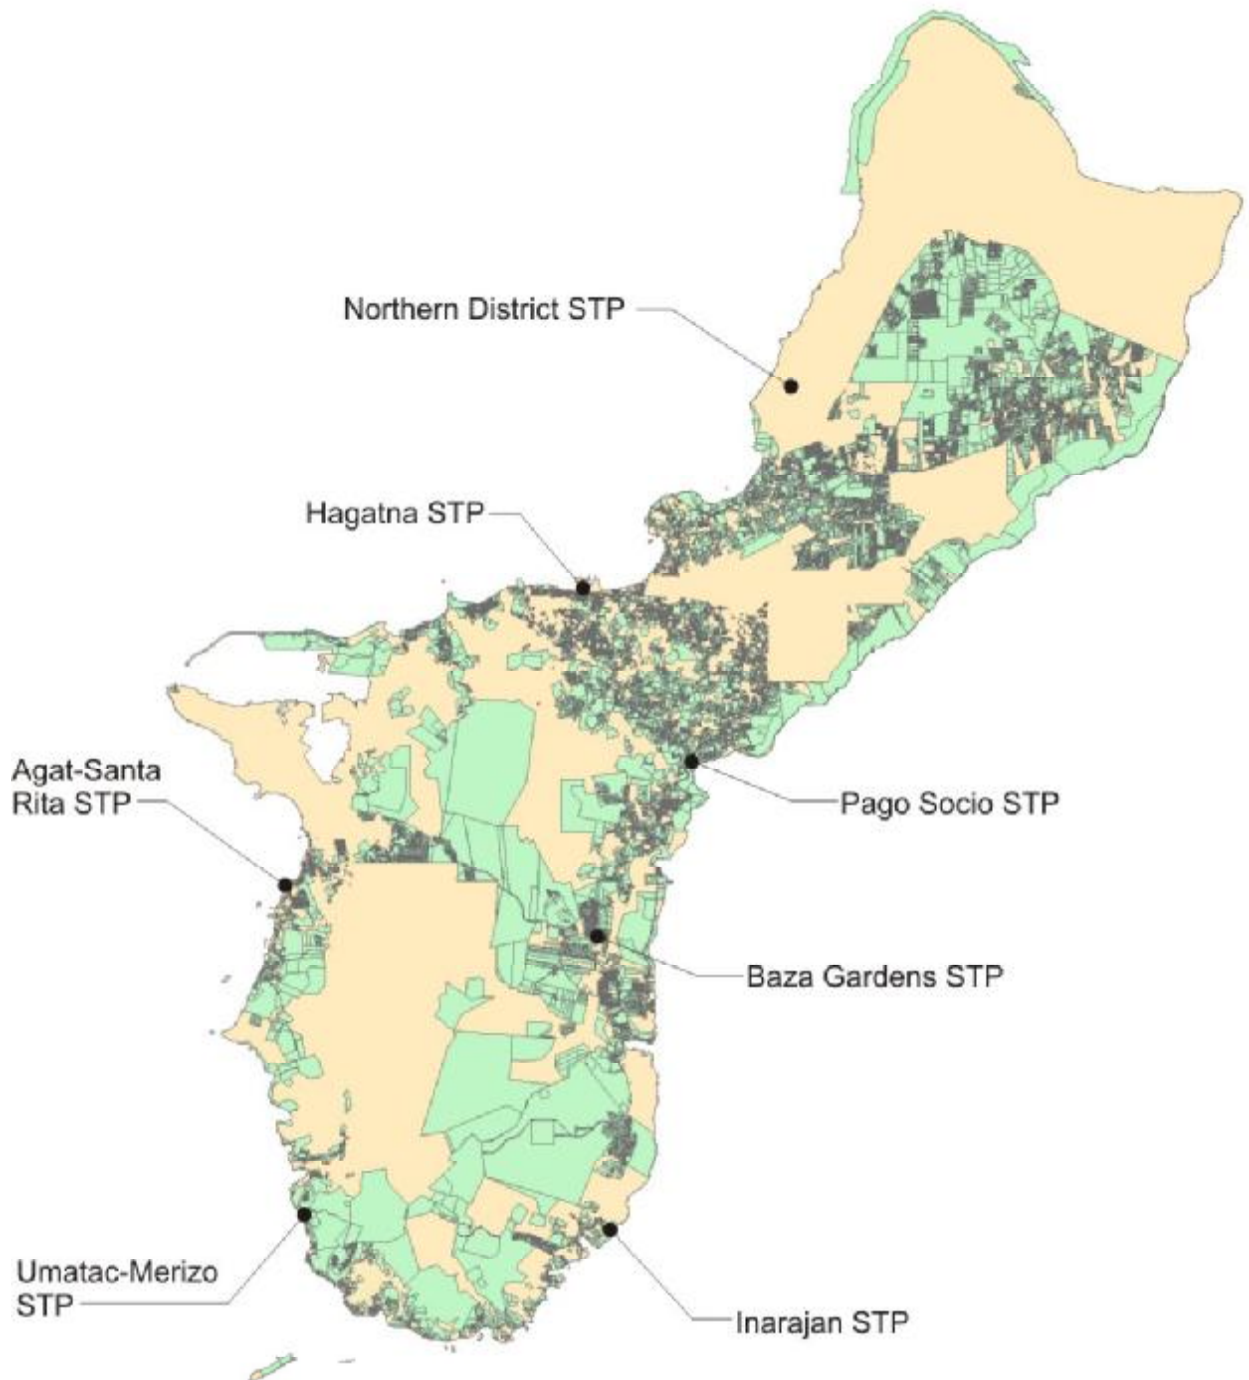 Northern District STP
Hagatna STP
Agat-Santa
Rita STP
Pago Socio STP
Baza Gardens STP
Umatac-Merizo
STP
Inarajan STP